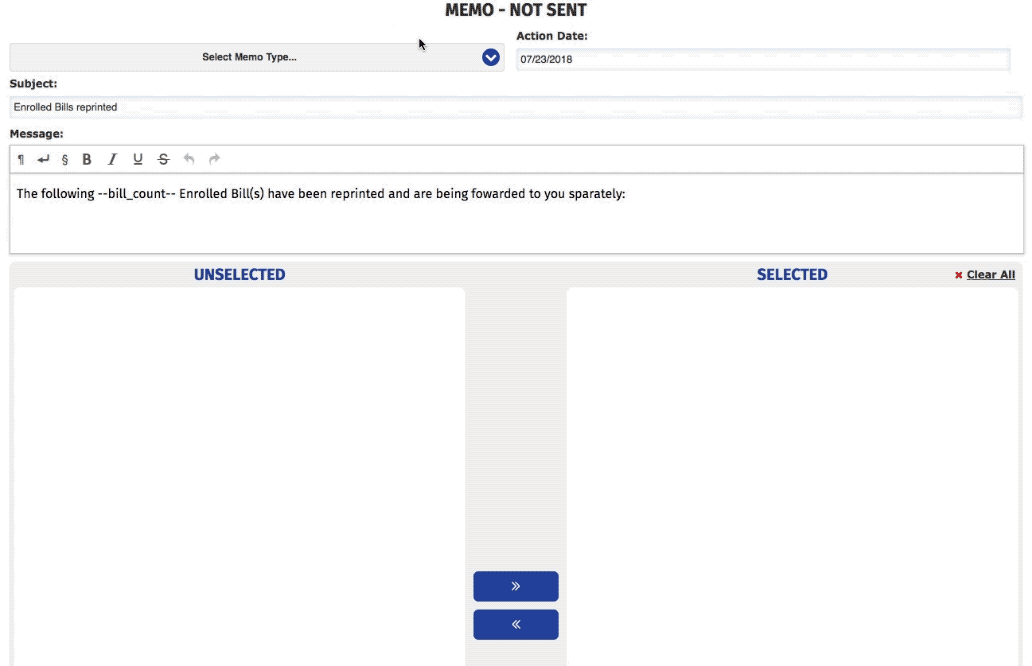 MEMO - NOT SENT
Action Date:
Select Memo Type...
07/23/2018
Subject:
Enrolled Bills reprinted
Message:
¶ § B I U S
The following --bill_count-- Enrolled Bill(s) have been reprinted and are being fowarded to you sparately:
UNSELECTED
SELECTED
× Clear All
»
«